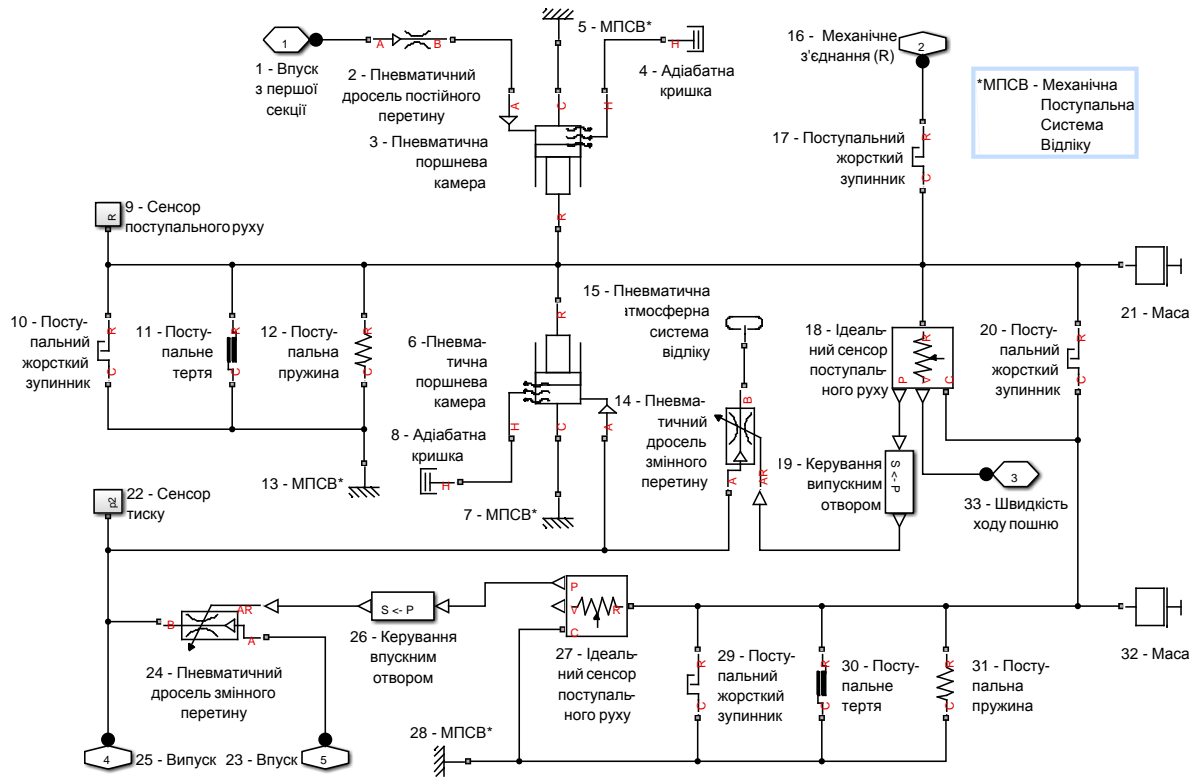 1
1 - Впуск
з першої
секції
A
B
2 - Пневматичний
дросель постійного
перетину
5 - МПСВ*
H
4 - Адіабатна
кришка
A
C
H
3 - Пневматична
поршнева
камера
R
16 - Механічне
з'єднання (R)
2
*МПСВ - Механічна
Поступальна
Система
Відліку
17 - Поступальний
жорсткий
зупинник
R
C
R
9 - Сенсор
поступального руху
10 - Посту-
пальний
жорсткий
зупинник
R
C
11 - Посту-
пальне
тертя
R
C
12 - Посту-
пальна
пружина
R
C
13 - МПСВ*
R
6 -Пневма-
тична
поршнева
камера
H
C
A
8 - Адіабатна
кришка
H
7 - МПСВ*
15 - Пневматична
атмосферна
система
відліку
14 - Пневма-
тичний
дросель
змінного
перетину
B
A
AR
18 - Ідеаль-
ний сенсор
поступаль-
ного руху
R
P
V
C
19 - Керування
випускним
отвором
S <- P
3
33 - Швидкість
ходу пошню
20 - Посту-
пальний
жорсткий
зупинник
R
C
21 - Маса
p2
22 - Сенсор
тиску
B
AR
A
24 - Пневматичний
дросель змінного
перетину
S <- P
26 - Керування
впускним
отвором
P
V
C
R
27 - Ідеаль-
ний сенсор
поступаль-
ного руху
28 - МПСВ*
29 - Посту-
пальний
жорсткий
зупинник
R
C
30 - Посту-
пальне
тертя
R
C
31 - Посту-
пальна
пружина
R
C
32 - Маса
4
25 - Випуск
23 - Впуск
5